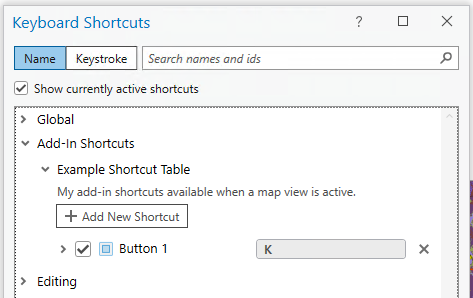 Keyboard Shortcuts
Name Keystroke Search names and ids
Show currently active shortcuts
Global
Add-In Shortcuts
Example Shortcut Table
My add-in shortcuts available when a map view is active.
Add New Shortcut
Button 1 K
Editing